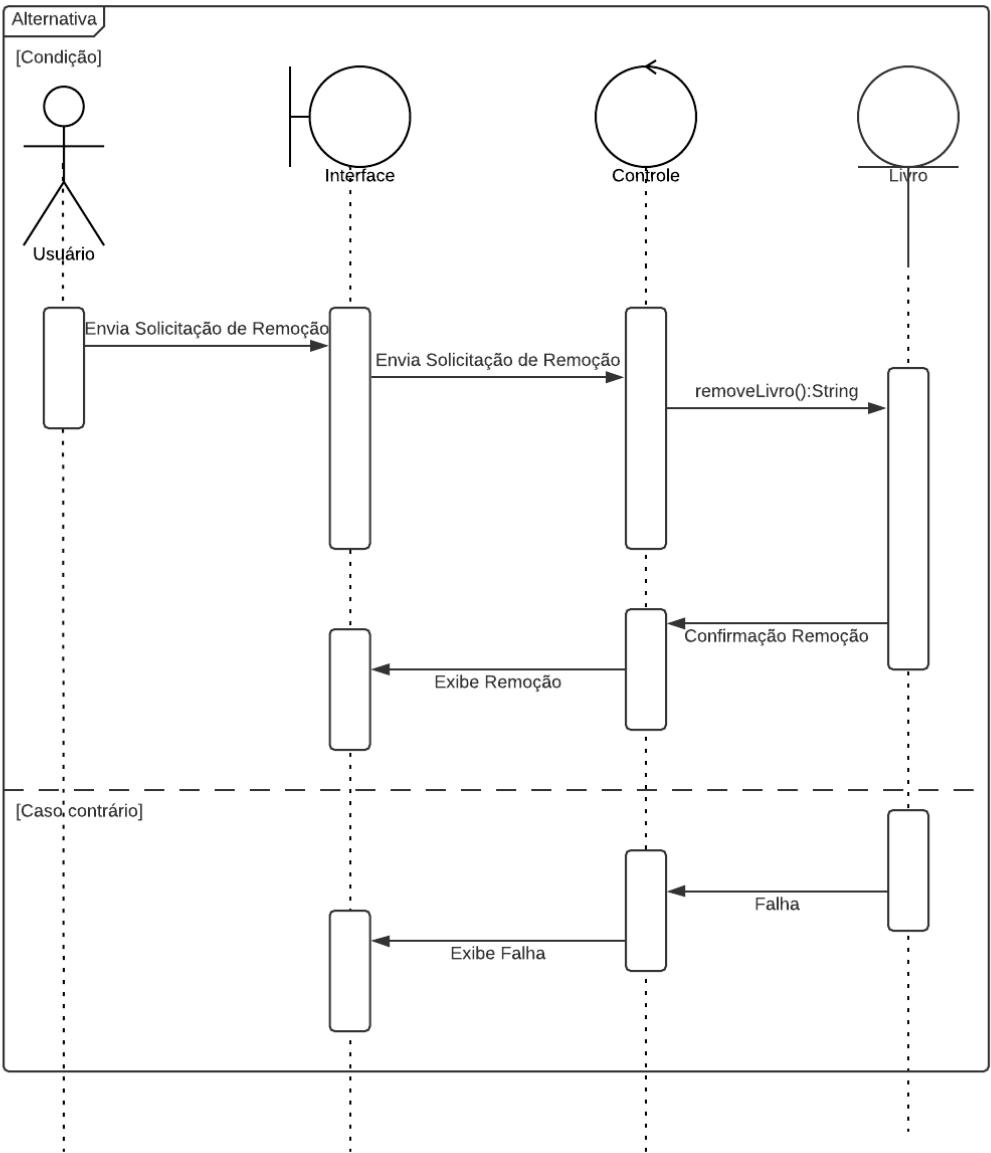 Alternativa
[Condição]
Interface
Controle
Livro
Usuário
Envia Solicitação de Remoção
Envia Solicitação de Remoção
removeLivro():String
Confirmação Remoção
Exibe Remoção
[Caso contrário]
Falha
Exibe Falha